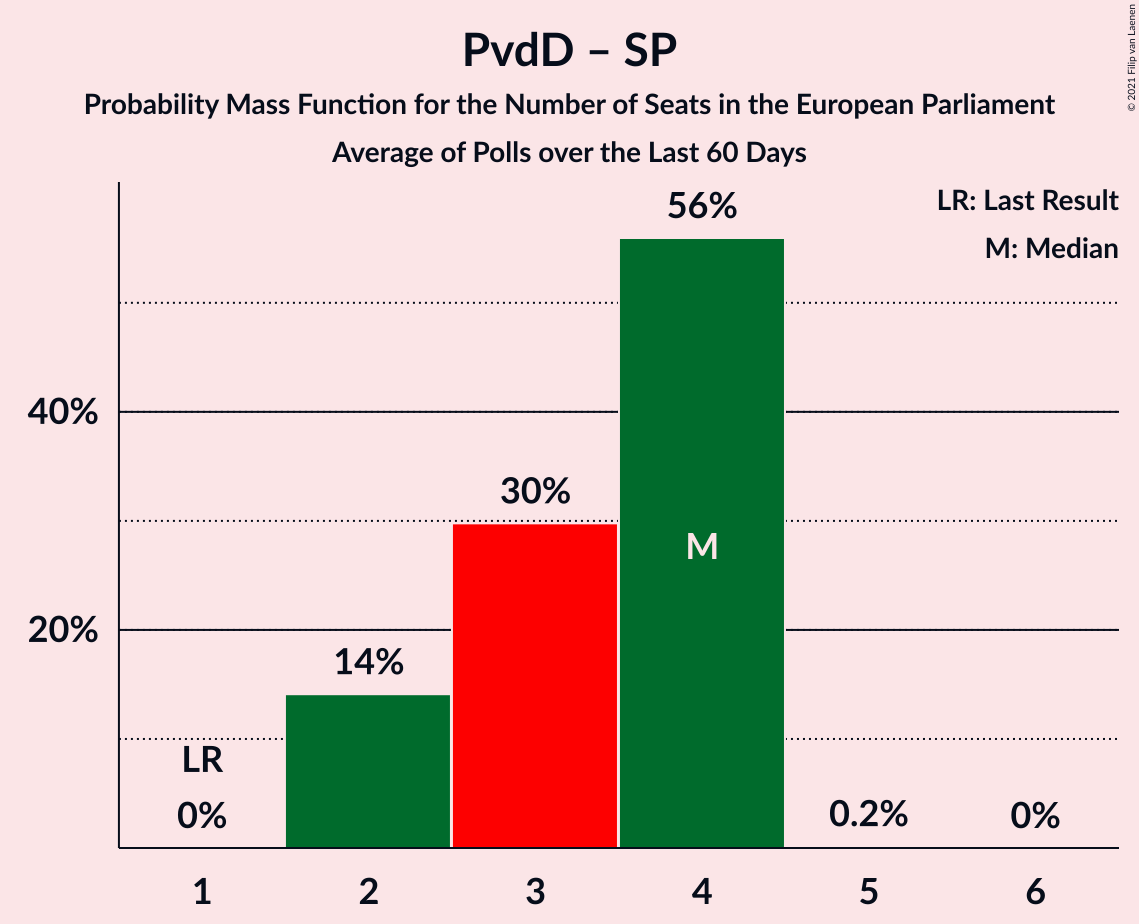 PvdD – SP
Probability Mass Function for the Number of Seats in the European Parliament
Average of Polls over the Last 60 Days
© 2021 Filip van Laenen
LR: Last Result
M: Median
56%
40%
30%
M
20%
14%
LR
0%
0.2%
0%
1 2 3 4 5 6